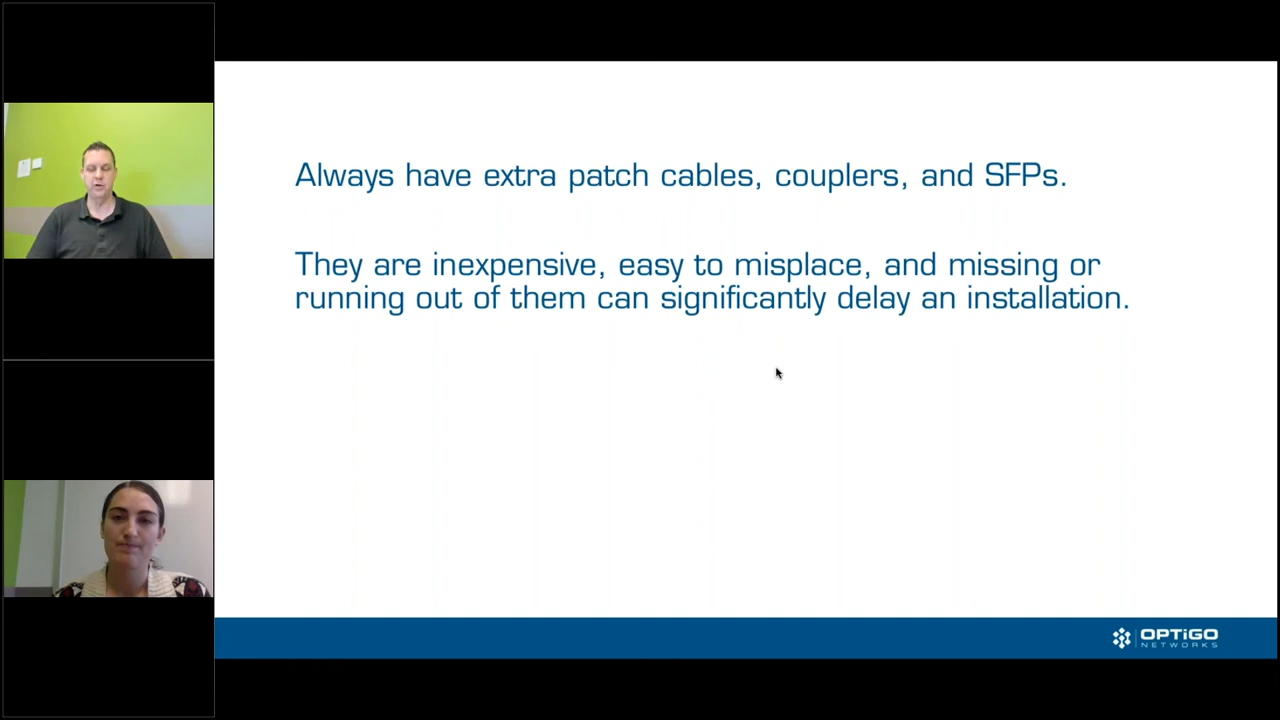 Always have extra patch cables, couplers, and SFPs.
They are inexpensive, easy to misplace, and missing or
running out of them can significantly delay an installation.
OPTiGO
NETWORKS